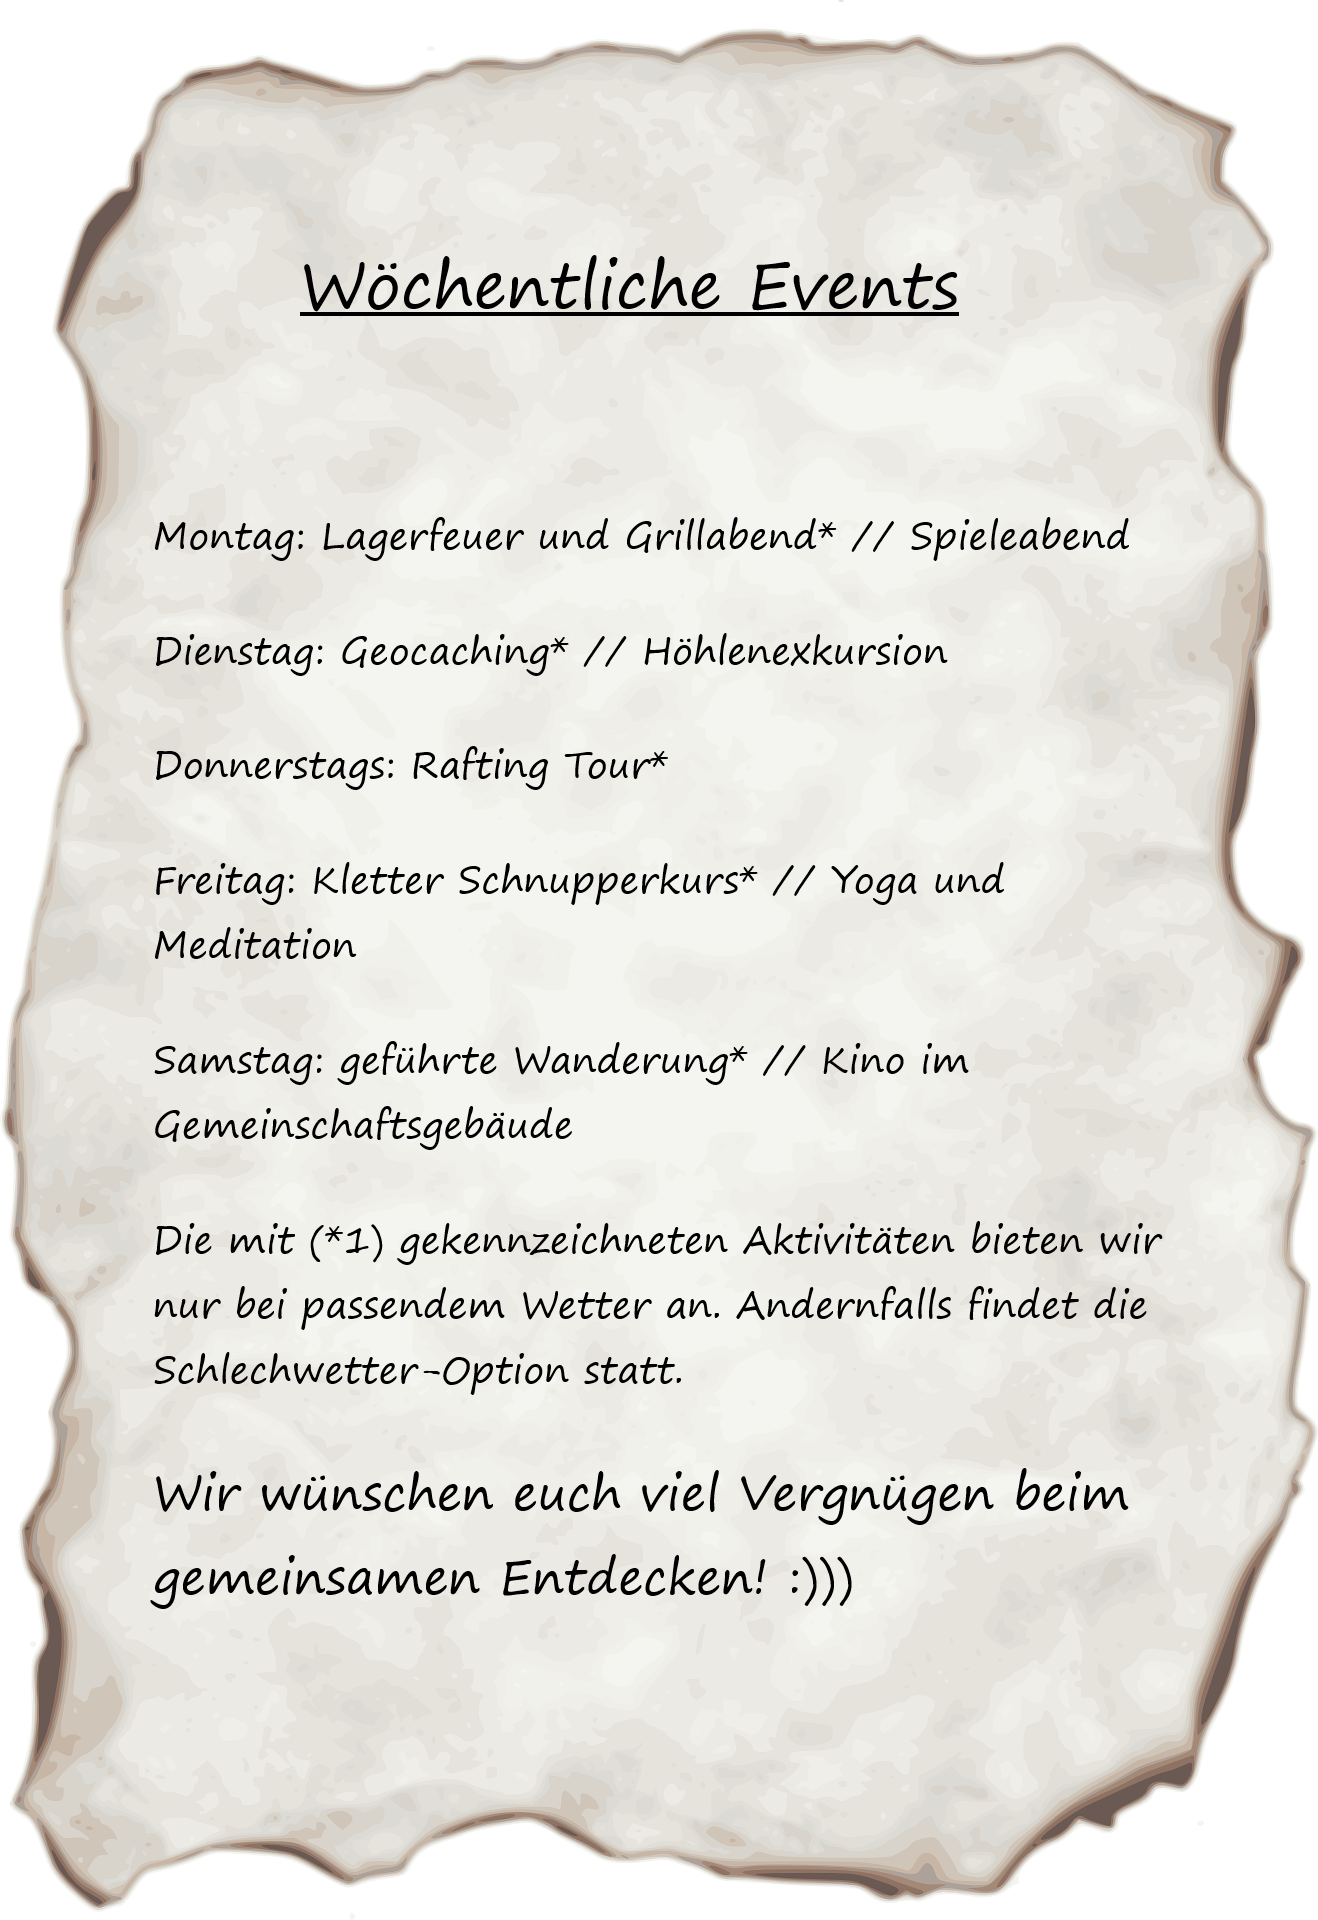 Wöchentliche Events
Montag: Lagerfeuer und Grillabend* // Spieleabend
Dienstag: Geocaching* // Höhlenexkursion
Donnerstags: Rafting Tour*
Freitag: Kletter Schnupperkurs* // Yoga und
Meditation
Samstag: geführte Wanderung* // Kino im
Gemeinschaftsgebäude
Die mit (*1) gekennzeichneten Aktivitäten bieten wir
nur bei passendem Wetter an. Andernfalls findet die
Schlechwetter-Option statt.
Wir wünschen euch viel Vergnügen beim
gemeinsamen Entdecken! :)))